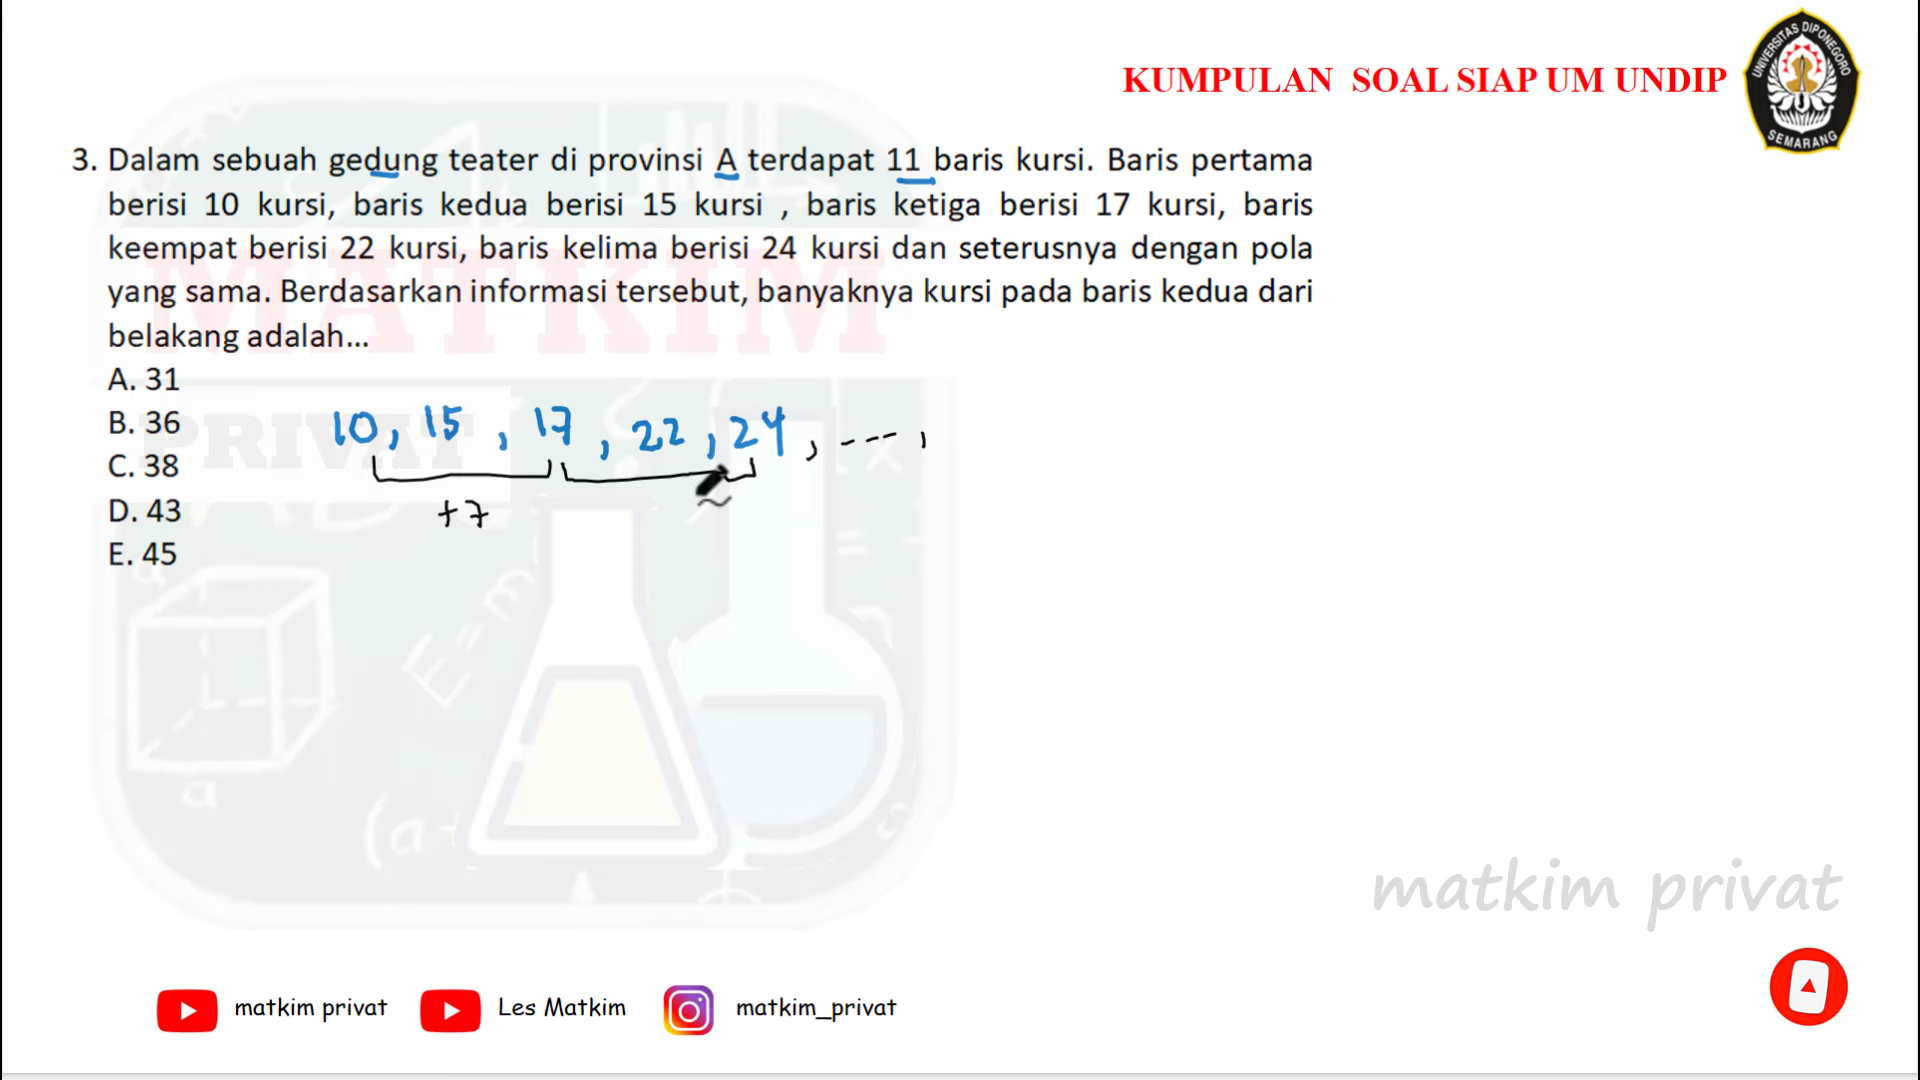 KUMPULAN SOAL SIAP UM UNDIP
UNIVERSITAS DIPONEGORO
SEMARANG
3. Dalam sebuah gedung teater di provinsi A terdapat 11 baris kursi. Baris pertama
berisi 10 kursi, baris kedua berisi 15 kursi , baris ketiga berisi 17 kursi, baris
keempat berisi 22 kursi, baris kelima berisi 24 kursi dan seterusnya dengan pola
yang sama. Berdasarkan informasi tersebut, banyaknya kursi pada baris kedua dari
belakang adalah...
A. 31
B. 36
C. 38
D. 43
E. 45
10, 15 , 17 , 22 , 24 , ---- ,
+7
MATKIM
PRIVAT
E=m
a
a
(a+
matkim privat
matkim privat
Les Matkim
matkim_privat